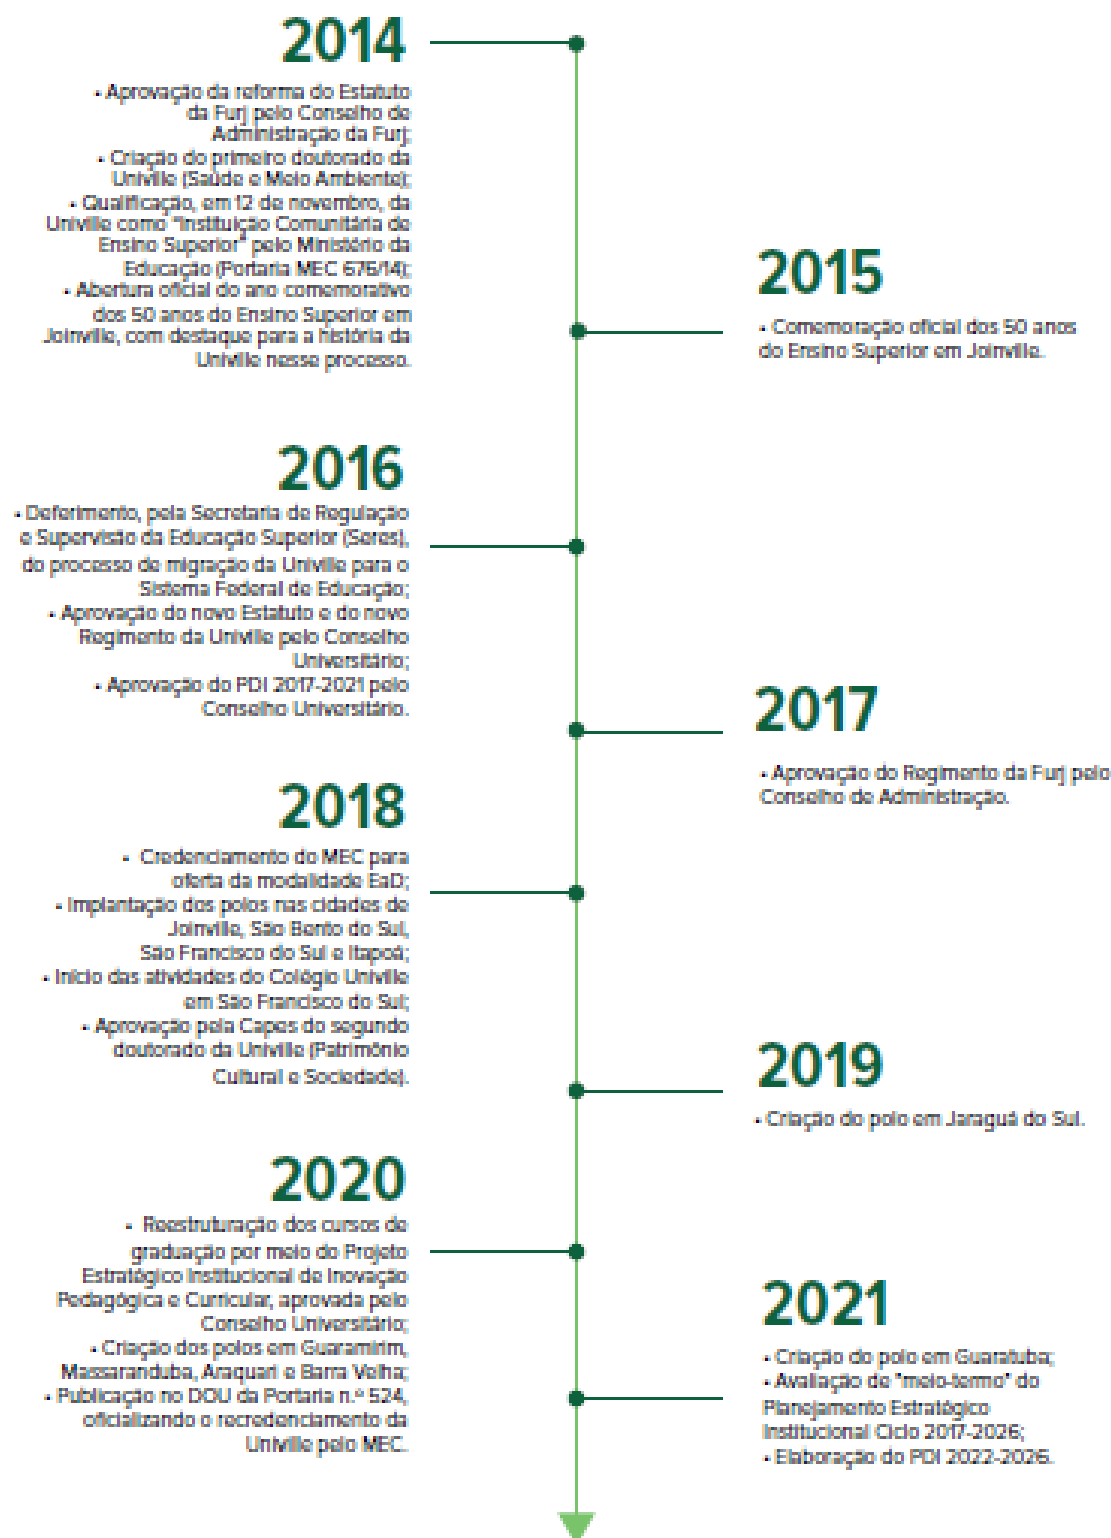 2014
• Aprovação da reforma do Estatuto
da Furj pelo Conselho de
Administração da Furj;
• Criação do primeiro doutorado da
Univille (Saúde e Meio Ambiente);
• Qualificação, em 12 de novembro, da
Univille como "Instituição Comunitária de
Ensino Superior" pelo Ministério da
Educação (Portaria MEC 676/14);
• Abertura oficial do ano comemorativo
dos 50 anos do Ensino Superior em
Joinville, com destaque para a história da
Univille nesse processo.
2015
• Comemoração oficial dos 50 anos
do Ensino Superior em Joinville.
2016
• Deferimento, pela Secretaria de Regulação
e Supervisão da Educação Superior (Seres),
do processo de migração da Univille para o
Sistema Federal de Educação;
• Aprovação do novo Estatuto e do novo
Regimento da Univille pelo Conselho
Universitário;
• Aprovação do PDI 2017-2021 pelo
Conselho Universitário.
2017
• Aprovação do Regimento da Furj pelo
Conselho de Administração.
2018
• Credenciamento do MEC para
oferta da modalidade EaD;
• Implantação dos polos nas cidades de
Joinville, São Bento do Sul,
São Francisco do Sul e Itapoá;
• Início das atividades do Colégio Univille
em São Francisco do Sul;
• Aprovação pela Capes do segundo
doutorado da Univille (Patrimônio
Cultural e Sociedade).
2019
• Criação do polo em Jaraguá do Sul.
2020
• Reestruturação dos cursos de
graduação por meio do Projeto
Estratégico Institucional de Inovação
Pedagógica e Curricular, aprovada pelo
Conselho Universitário;
• Criação dos polos em Guaramirim,
Massaranduba, Araquari e Barra Velha;
• Publicação no DOU da Portaria n.º 524,
oficializando o recredenciamento da
Univille pelo MEC.
2021
• Criação do polo em Guaratuba;
• Avaliação de "meio-termo" do
Planejamento Estratégico
Institucional Ciclo 2017-2026;
• Elaboração do PDI 2022-2026.